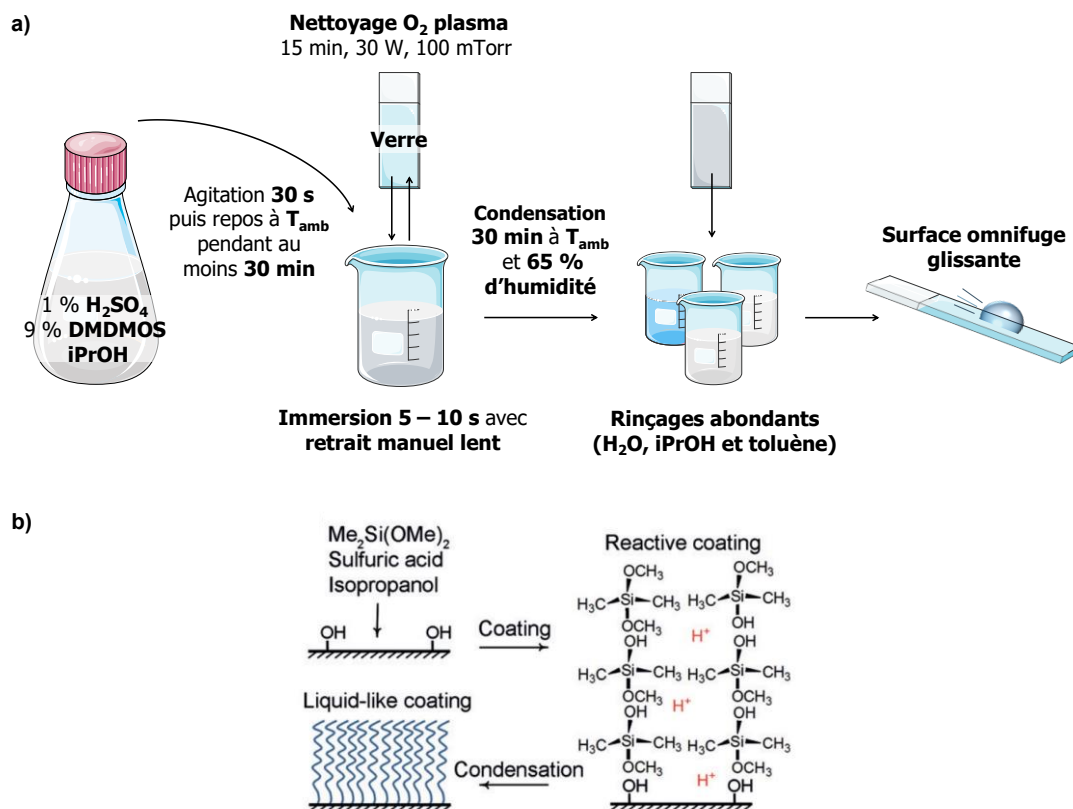 a)
Nettoyage O₂ plasma
15 min, 30 W, 100 mTorr
Verre
Agitation 30 s
puis repos à T_amb
pendant au
moins 30 min
1 % H₂SO₄
9 % DMDMOS
iPrOH
Condensation
30 min à T_amb
et 65 %
d’humidité
Surface omnifuge
glissante
Immersion 5 – 10 s avec
retrait manuel lent
Rinçages abondants
(H₂O, iPrOH et toluène)
b)
Me₂Si(OMe)₂
Sulfuric acid
Isopropanol
OH OH
Coating
Reactive coating
OCH₃ OCH₃
H₃C Si CH₃ H₃C Si CH₃
OCH₃ OH
H⁺
OH OH
H₃C Si CH₃ H₃C Si CH₃
OCH₃ OCH₃
H⁺
OH OH
H₃C Si CH₃ H₃C Si CH₃
OCH₃ OCH₃
H⁺
OH OH
Liquid-like coating
Condensation